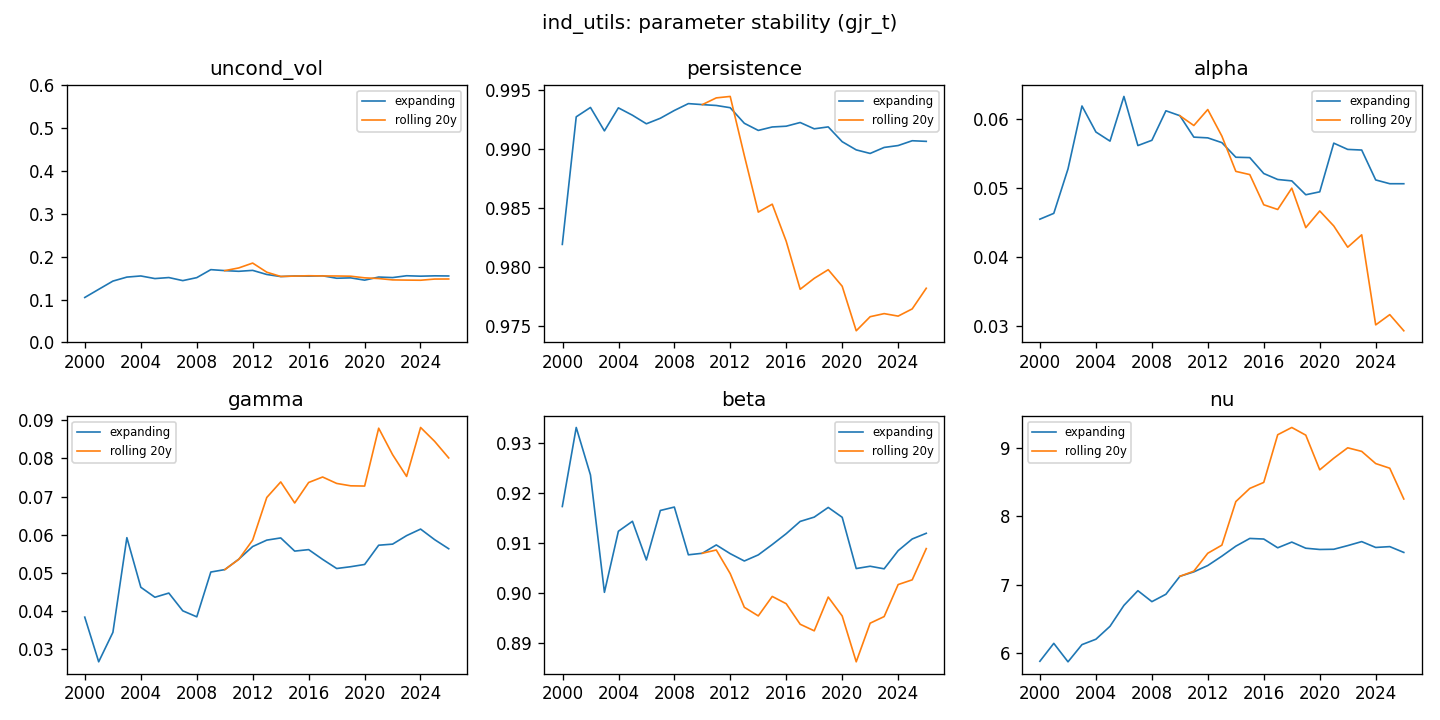 ind_utils: parameter stability (gjr_t)
uncond_vol
0.6
0.5
0.4
0.3
0.2
0.1
0.0
expanding
rolling 20y
2000 2004 2008 2012 2016 2020 2024
persistence
0.995
0.990
0.985
0.980
0.975
expanding
rolling 20y
2000 2004 2008 2012 2016 2020 2024
alpha
0.06
0.05
0.04
0.03
expanding
rolling 20y
2000 2004 2008 2012 2016 2020 2024
gamma
0.09
0.08
0.07
0.06
0.05
0.04
0.03
expanding
rolling 20y
2000 2004 2008 2012 2016 2020 2024
beta
0.93
0.92
0.91
0.90
0.89
expanding
rolling 20y
2000 2004 2008 2012 2016 2020 2024
nu
9
8
7
6
expanding
rolling 20y
2000 2004 2008 2012 2016 2020 2024